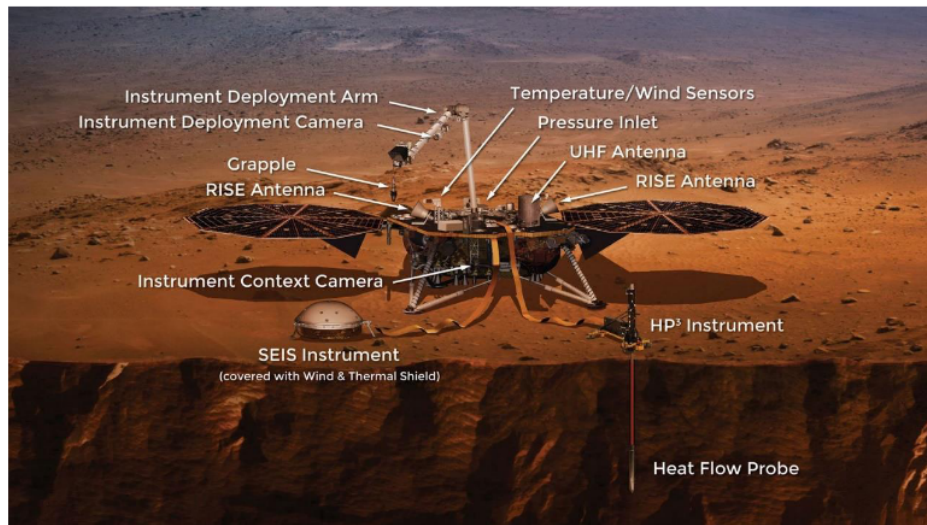 Instrument Deployment Arm
Temperature/Wind Sensors
Instrument Deployment Camera
Pressure Inlet
UHF Antenna
Grapple
RISE Antenna
RISE Antenna
Instrument Context Camera
HP³ Instrument
SEIS Instrument
(covered with Wind & Thermal Shield)
Heat Flow Probe